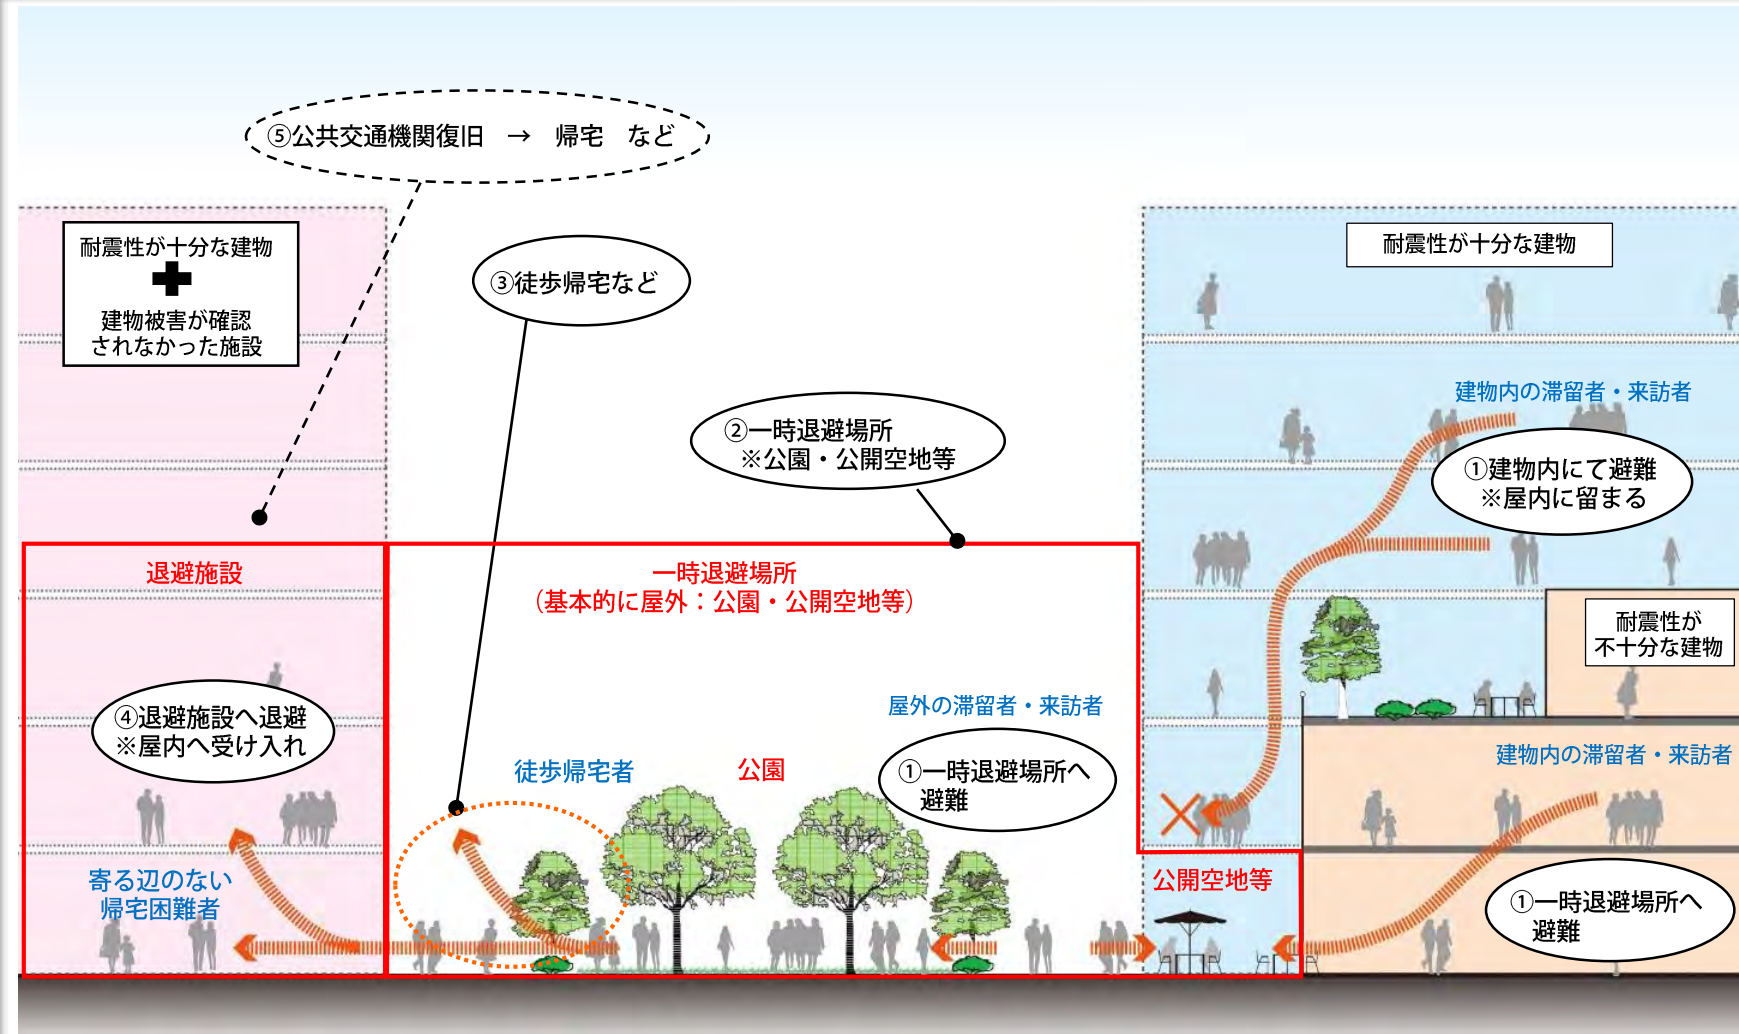 ⑤公共交通機関復旧 → 帰宅 など
耐震性が十分な建物
建物被害が確認
されなかった施設
③徒歩帰宅など
耐震性が十分な建物
②一時退避場所
※公園・公開空地等
建物内の滞留者・来訪者
①建物内にて避難
※屋内に留まる
退避施設
一時退避場所
(基本的に屋外:公園・公開空地等)
耐震性が
不十分な建物
④退避施設へ退避
※屋内へ受け入れ
屋外の滞留者・来訪者
①一時退避場所へ
避難
徒歩帰宅者
公園
建物内の滞留者・来訪者
寄る辺のない
帰宅困難者
公開空地等
①一時退避場所へ
避難